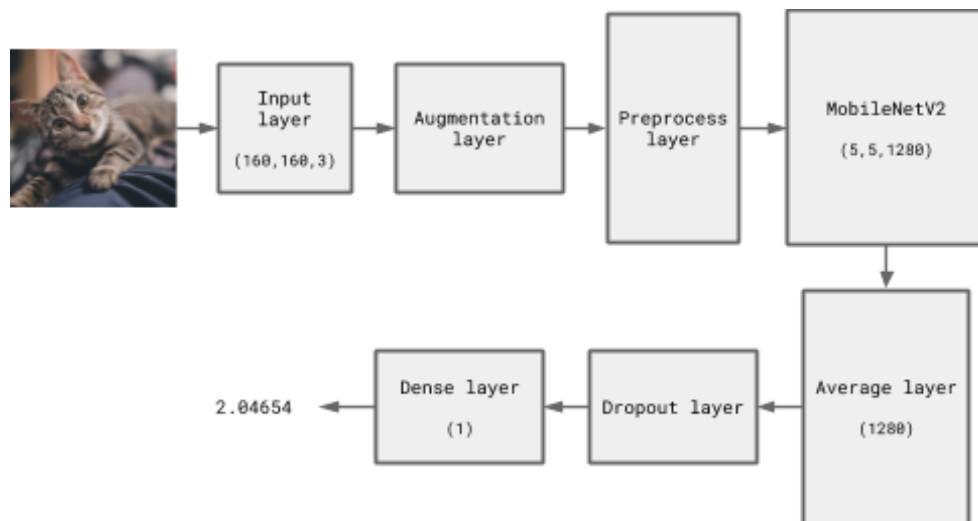 Input
layer
(160,160,3)
Augmentation
layer
Preprocess
layer
MobileNetV2
(5,5,1280)
Average layer
(1280)
Dropout layer
Dense layer
(1)
2.04654